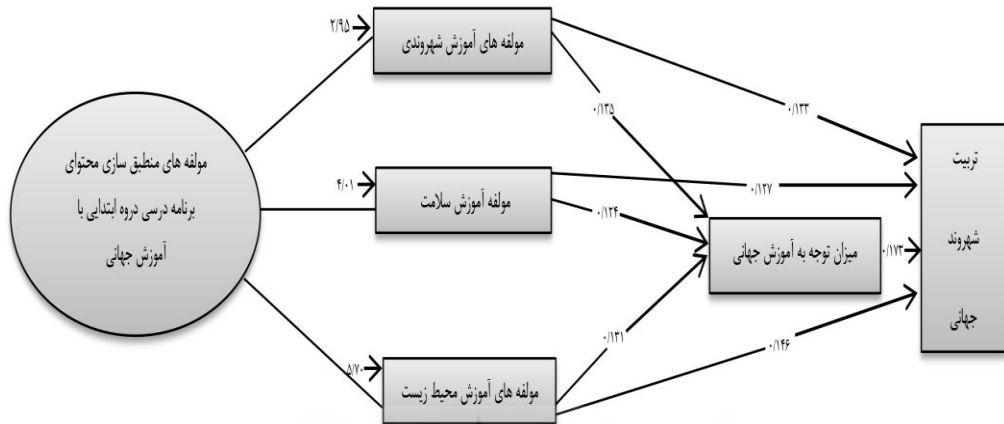 ۲/۹۵
مولفه های آموزش شهروندی
۰/۱۳۵
۰/۱۳۳
مولفه های منطبق سازی محتوای
برنامه درسی دروه ابتدایی با
آموزش جهانی
۴/۰۱
مولفه آموزش سلامت
۰/۱۲۷
۰/۱۲۴
میزان توجه به آموزش جهانی
۰/۱۷۳
تربیت
شهروند
جهانی
۵/۷۰
مولفه های آموزش محیط زیست
۰/۱۳۱
۰/۱۴۶